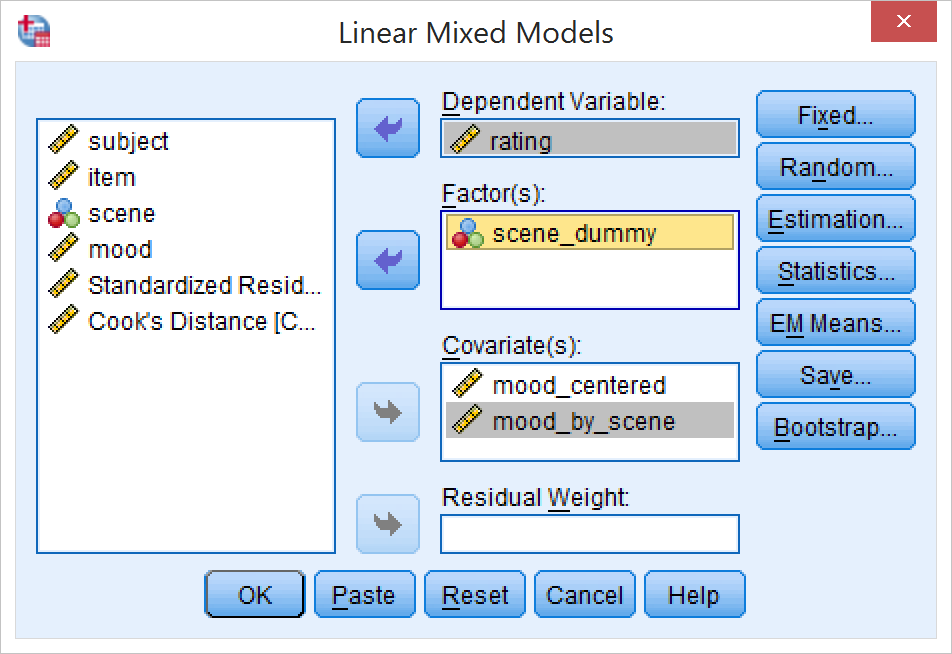 Linear Mixed Models
subject
item
scene
mood
Standardized Resid...
Cook's Distance [C...
Dependent Variable:
rating
Factor(s):
scene_dummy
Covariate(s):
mood_centered
mood_by_scene
Residual Weight:
Fixed...
Random...
Estimation...
Statistics...
EM Means...
Save...
Bootstrap...
OK
Paste
Reset
Cancel
Help